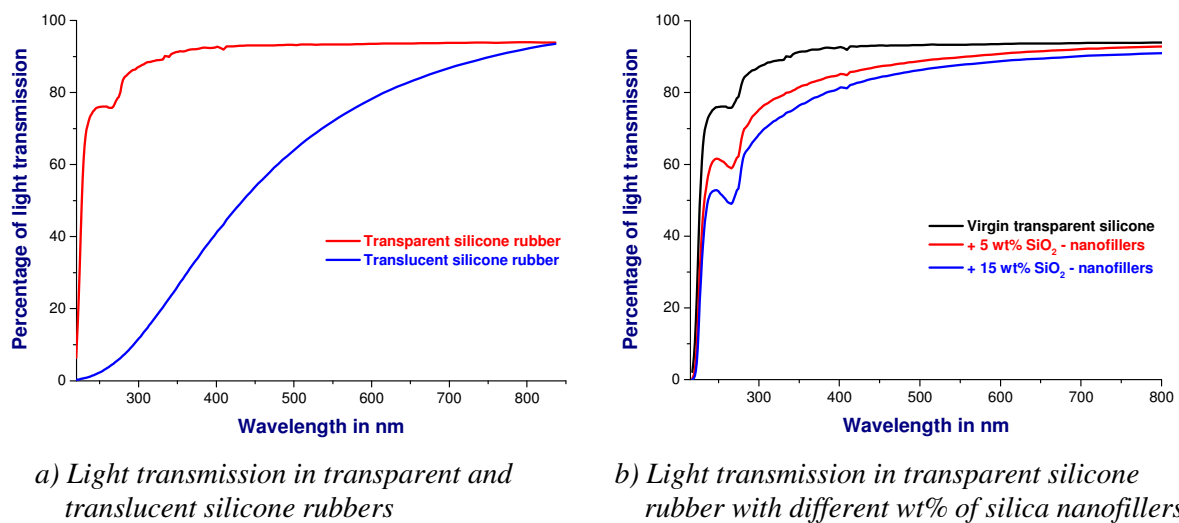 100
80
60
40
20
0
Percentage of light transmission
300 400 500 600 700 800
Wavelength in nm
Transparent silicone rubber
Translucent silicone rubber
a) Light transmission in transparent and
translucent silicone rubbers
100
80
60
40
20
0
Percentage of light transmission
300 400 500 600 700 800
Wavelength in nm
Virgin transparent silicone
+ 5 wt% SiO₂ - nanofillers
+ 15 wt% SiO₂ - nanofillers
b) Light transmission in transparent silicone
rubber with different wt% of silica nanofillers